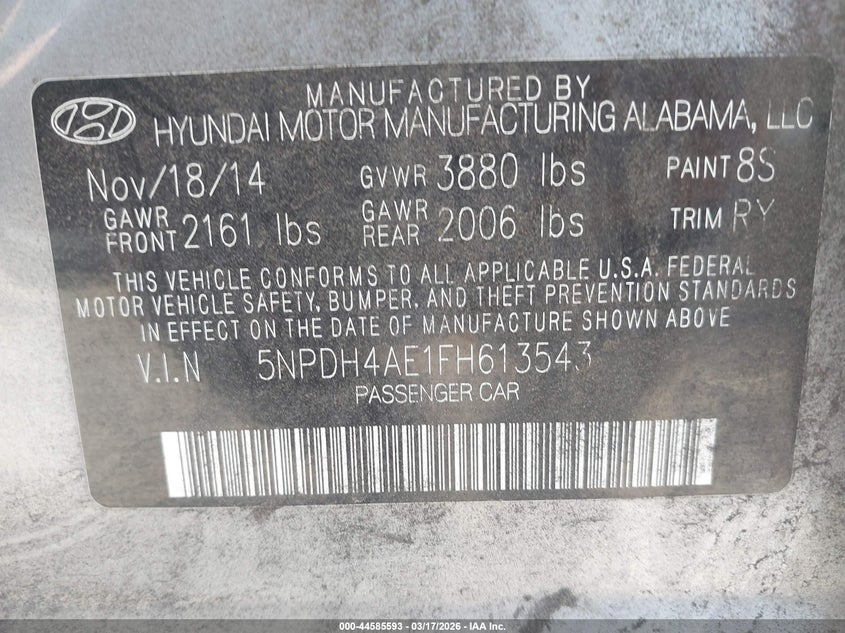 MANUFACTURED BY
HYUNDAI MOTOR MANUFACTURING ALABAMA, LLC
Nov/18/14 GVWR 3880 lbs PAINT 8S
GAWR FRONT 2161 lbs GAWR REAR 2006 lbs TRIM RY
THIS VEHICLE CONFORMS TO ALL APPLICABLE U.S.A. FEDERAL
MOTOR VEHICLE SAFETY, BUMPER, AND THEFT PREVENTION STANDARDS
IN EFFECT ON THE DATE OF MANUFACTURE SHOWN ABOVE
V.I.N 5NPDH4AE1FH613543
PASSENGER CAR
000-44585593 - 03/17/2026 - IAA Inc.